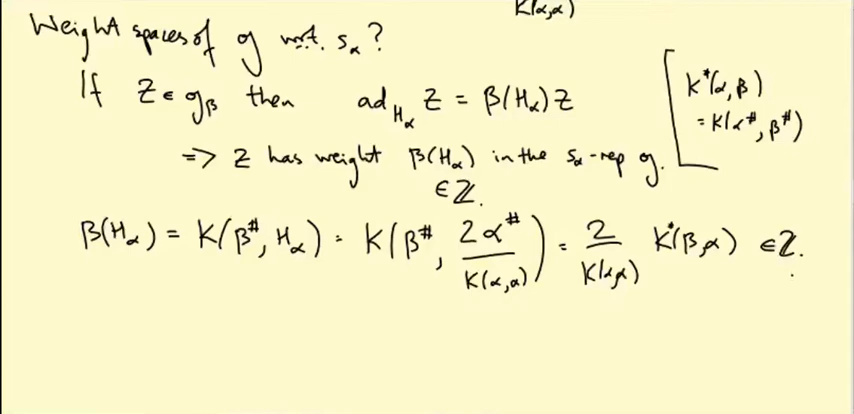 K(α,α)
Weight spaces of 𝔤 wrt. s_α?
If Z ∈ 𝔤_β then ad_{H_α} Z = β(H_α) Z
[ K*(α, β)
= K(α^#, β^#)
⇒ Z has weight β(H_α) in the s_α-rep 𝔤.
∈ ℤ.
β(H_α) = K(β^#, H_α) = K(β^#, 2α^# / K(α,α)) = 2 / K(α,α) K*(β,α) ∈ ℤ.